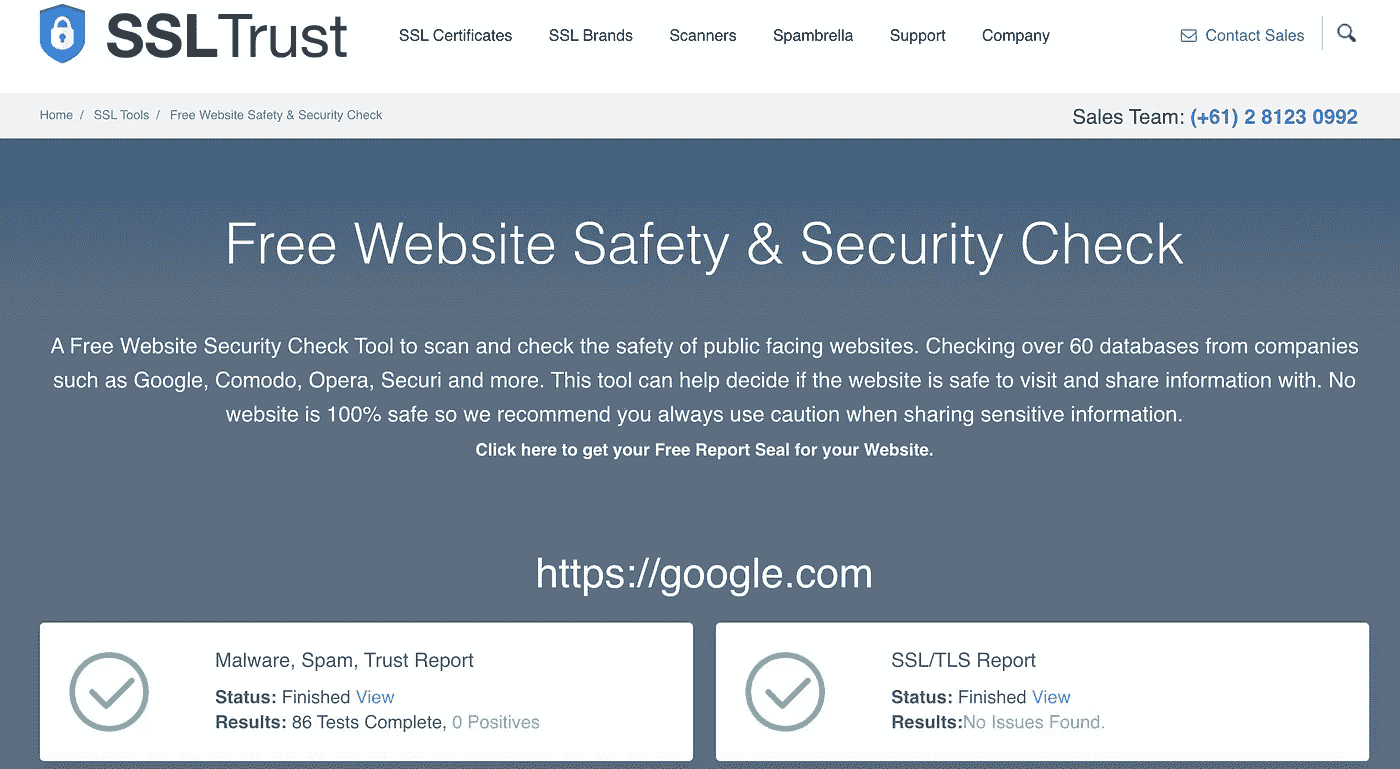 SSLTrust
SSL Certificates
SSL Brands
Scanners
Spambrella
Support
Company
Contact Sales
Home / SSL Tools / Free Website Safety & Security Check
Sales Team: (+61) 2 8123 0992
Free Website Safety & Security Check
A Free Website Security Check Tool to scan and check the safety of public facing websites. Checking over 60 databases from companies
such as Google, Comodo, Opera, Securi and more. This tool can help decide if the website is safe to visit and share information with. No
website is 100% safe so we recommend you always use caution when sharing sensitive information.
Click here to get your Free Report Seal for your Website.
https://google.com
Malware, Spam, Trust Report
Status: Finished View
Results: 86 Tests Complete, 0 Positives
SSL/TLS Report
Status: Finished View
Results:No Issues Found.